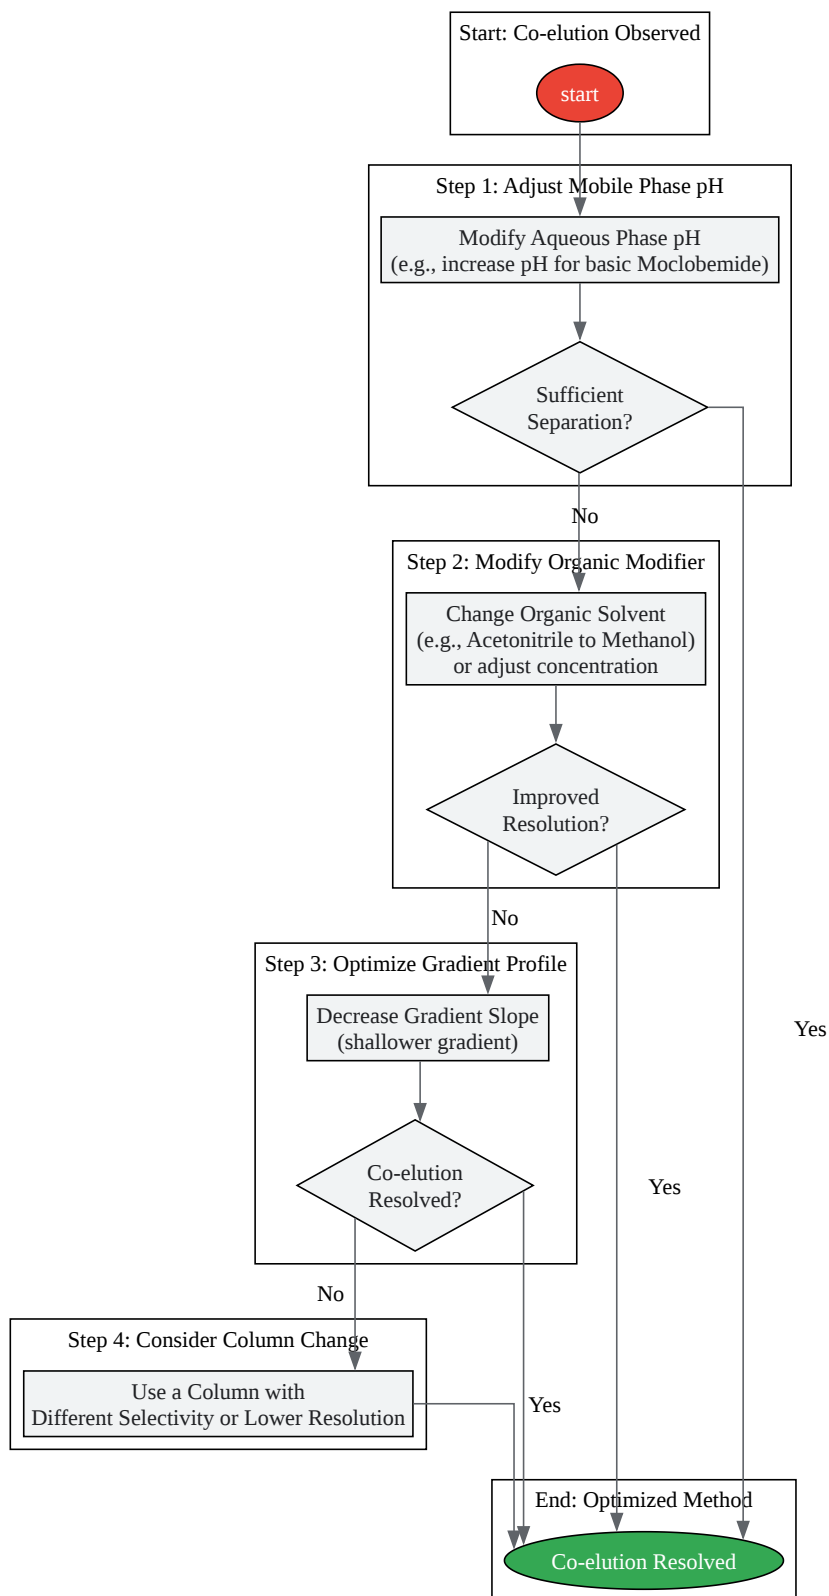 Start: Co-elution Observed
start
Step 1: Adjust Mobile Phase pH
Modify Aqueous Phase pH
(e.g., increase pH for basic Moclobemide)
Sufficient
Separation?
No
Step 2: Modify Organic Modifier
Change Organic Solvent
(e.g., Acetonitrile to Methanol)
or adjust concentration
Improved
Resolution?
No
Step 3: Optimize Gradient Profile
Decrease Gradient Slope
(shallower gradient)
Yes
Co-elution
Resolved?
Yes
No
Step 4: Consider Column Change
Use a Column with
Different Selectivity or Lower Resolution
Yes
End: Optimized Method
Co-elution Resolved